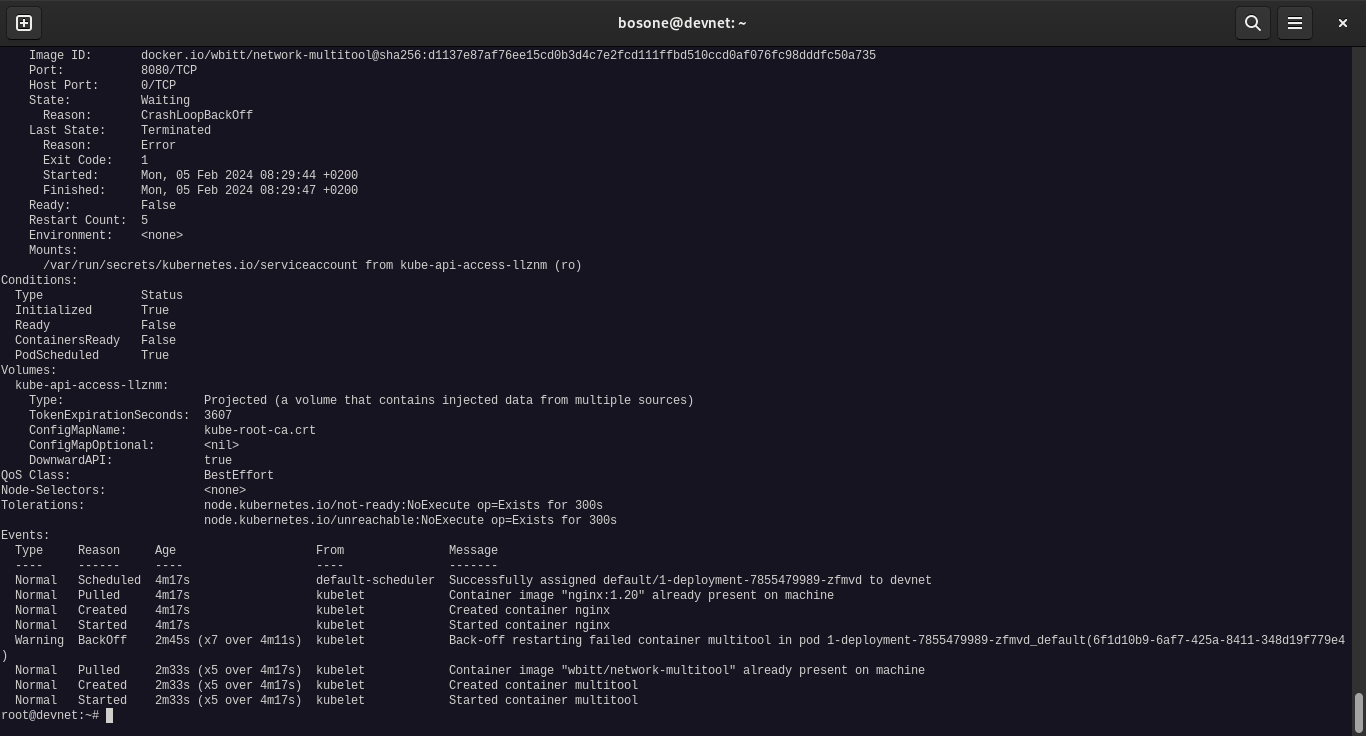 bosone@devnet: ~
    Image ID:       docker.io/wbitt/network-multitool@sha256:d1137e87af76ee15cd0b3d4c7e2fcd111ffbd510ccd0af076fc98dddfc50a735
    Port:           8080/TCP
    Host Port:      0/TCP
    State:          Waiting
      Reason:       CrashLoopBackOff
    Last State:     Terminated
      Reason:       Error
      Exit Code:    1
      Started:      Mon, 05 Feb 2024 08:29:44 +0200
      Finished:     Mon, 05 Feb 2024 08:29:47 +0200
    Ready:          False
    Restart Count:  5
    Environment:    <none>
    Mounts:
      /var/run/secrets/kubernetes.io/serviceaccount from kube-api-access-llznm (ro)
Conditions:
  Type              Status
  Initialized       True
  Ready             False
  ContainersReady   False
  PodScheduled      True
Volumes:
  kube-api-access-llznm:
    Type:                    Projected (a volume that contains injected data from multiple sources)
    TokenExpirationSeconds:  3607
    ConfigMapName:           kube-root-ca.crt
    ConfigMapOptional:       <nil>
    DownwardAPI:             true
QoS Class:                   BestEffort
Node-Selectors:              <none>
Tolerations:                 node.kubernetes.io/not-ready:NoExecute op=Exists for 300s
                             node.kubernetes.io/unreachable:NoExecute op=Exists for 300s
Events:
  Type     Reason     Age                    From               Message
  ----     ------     ----                   ----               -------
  Normal   Scheduled  4m17s                  default-scheduler  Successfully assigned default/1-deployment-7855479989-zfmvd to devnet
  Normal   Pulled     4m17s                  kubelet            Container image "nginx:1.20" already present on machine
  Normal   Created    4m17s                  kubelet            Created container nginx
  Normal   Started    4m17s                  kubelet            Started container nginx
  Warning  BackOff    2m45s (x7 over 4m11s)  kubelet            Back-off restarting failed container multitool in pod 1-deployment-7855479989-zfmvd_default(6f1d10b9-6af7-425a-8411-348d19f779e4
)
  Normal   Pulled     2m33s (x5 over 4m17s)  kubelet            Container image "wbitt/network-multitool" already present on machine
  Normal   Created    2m33s (x5 over 4m17s)  kubelet            Created container multitool
  Normal   Started    2m33s (x5 over 4m17s)  kubelet            Started container multitool
root@devnet:~#